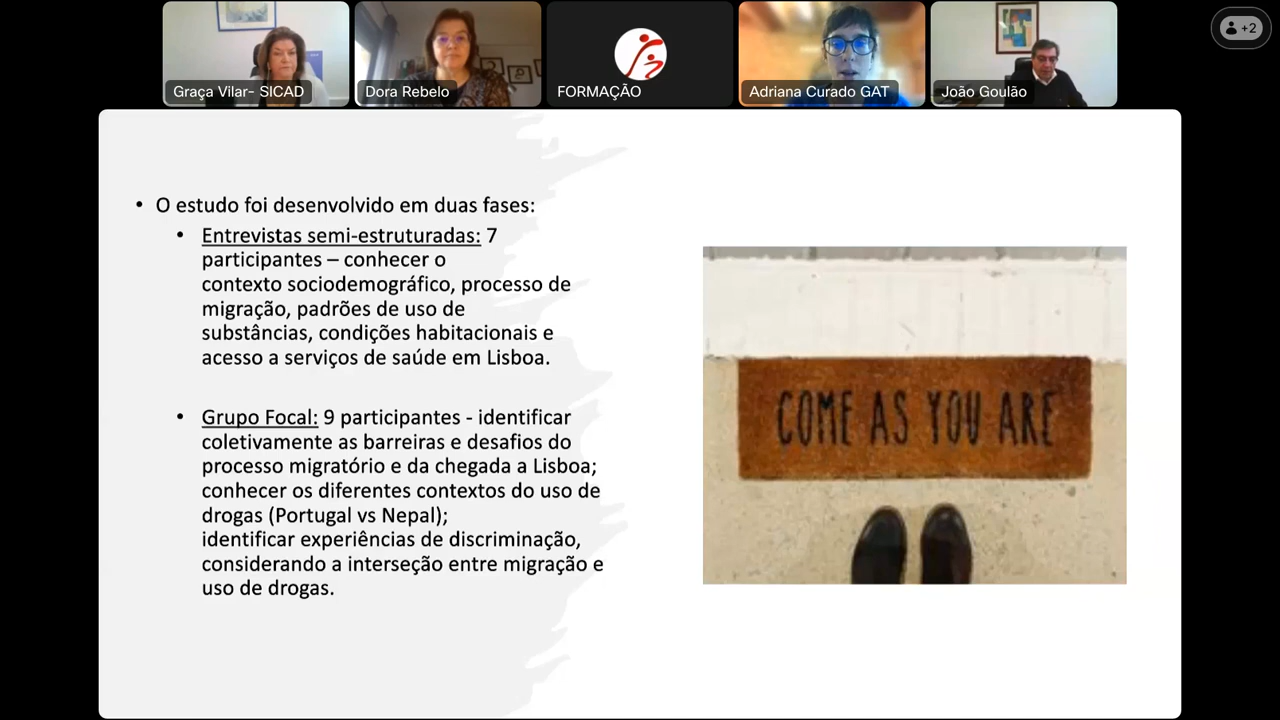 Graça Vilar- SICAD
Dora Rebelo
FORMAÇÃO
Adriana Curado GAT
João Goulão
+2
• O estudo foi desenvolvido em duas fases:
• Entrevistas semi-estruturadas: 7
participantes – conhecer o
contexto sociodemográfico, processo de
migração, padrões de uso de
substâncias, condições habitacionais e
acesso a serviços de saúde em Lisboa.
• Grupo Focal: 9 participantes - identificar
coletivamente as barreiras e desafios do
processo migratório e da chegada a Lisboa;
conhecer os diferentes contextos do uso de
drogas (Portugal vs Nepal);
identificar experiências de discriminação,
considerando a interseção entre migração e
uso de drogas.
COME AS YOU ARE